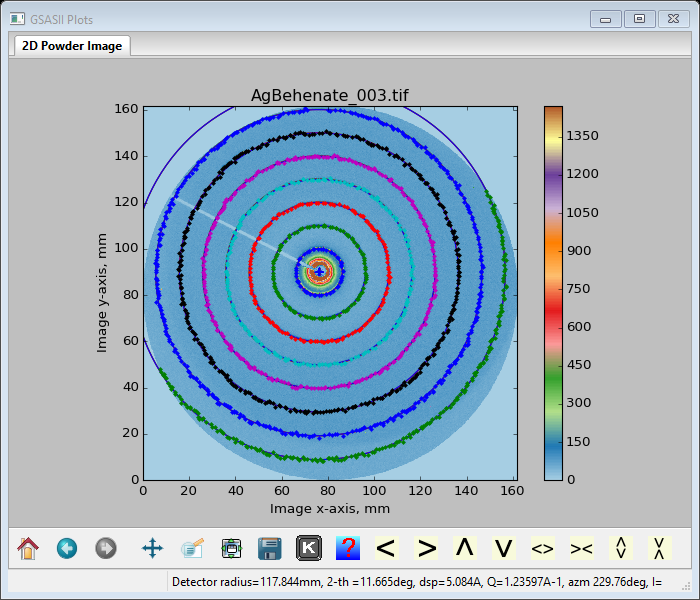 GSASII Plots
2D Powder Image
AgBehenate_003.tif
160
140
120
100
80
60
40
20
0
Image y-axis, mm
0 20 40 60 80 100 120 140 160
Image x-axis, mm
1350
1200
1050
900
750
600
450
300
150
0
K ? < > Λ V <> ><
Detector radius=117.844mm, 2-th =11.665deg, dsp=5.084A, Q=1.23597A-1, azm 229.76deg, I=